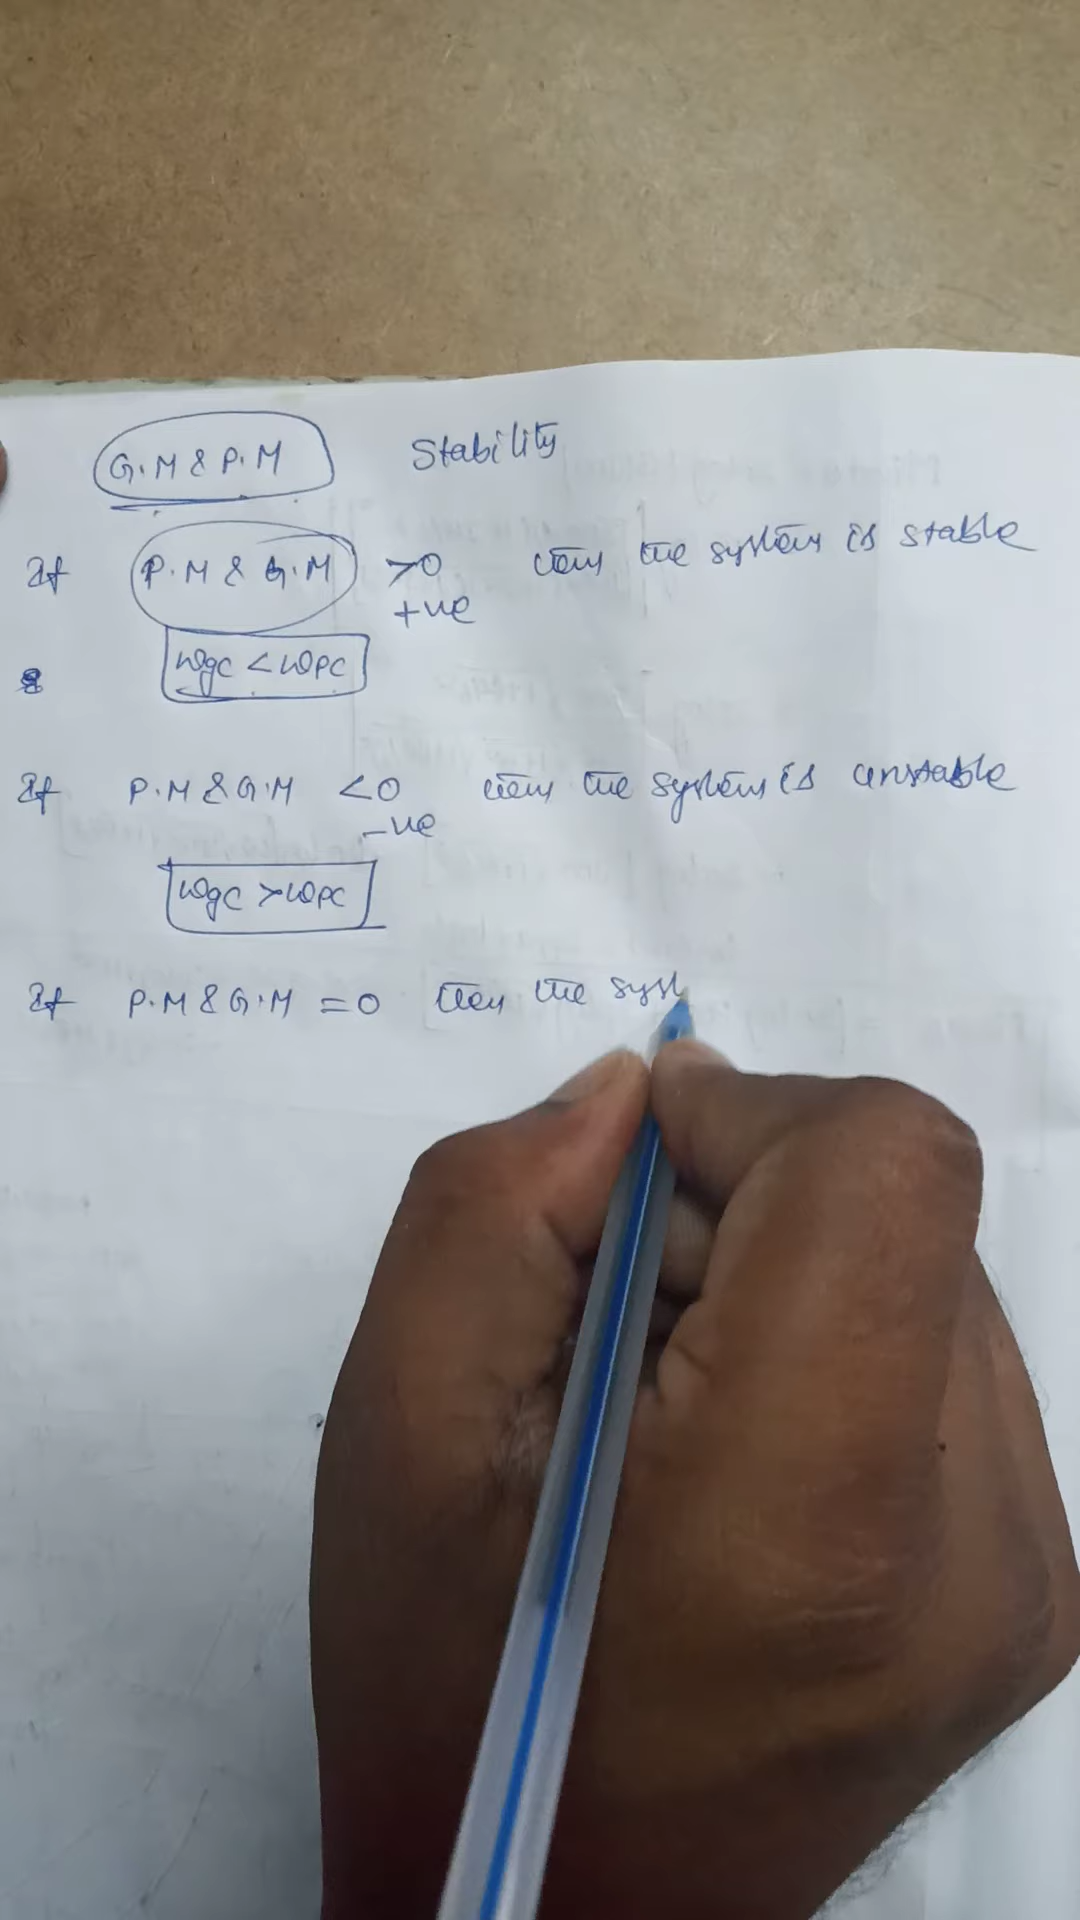 G.M & P.M Stability
If P.M & G.M >0 then the system is stable
+ve
& ωgc < ωpc
If P.M & G.M <0 then the system is unstable
-ve
ωgc > ωpc
If P.M & G.M =0 then the syst